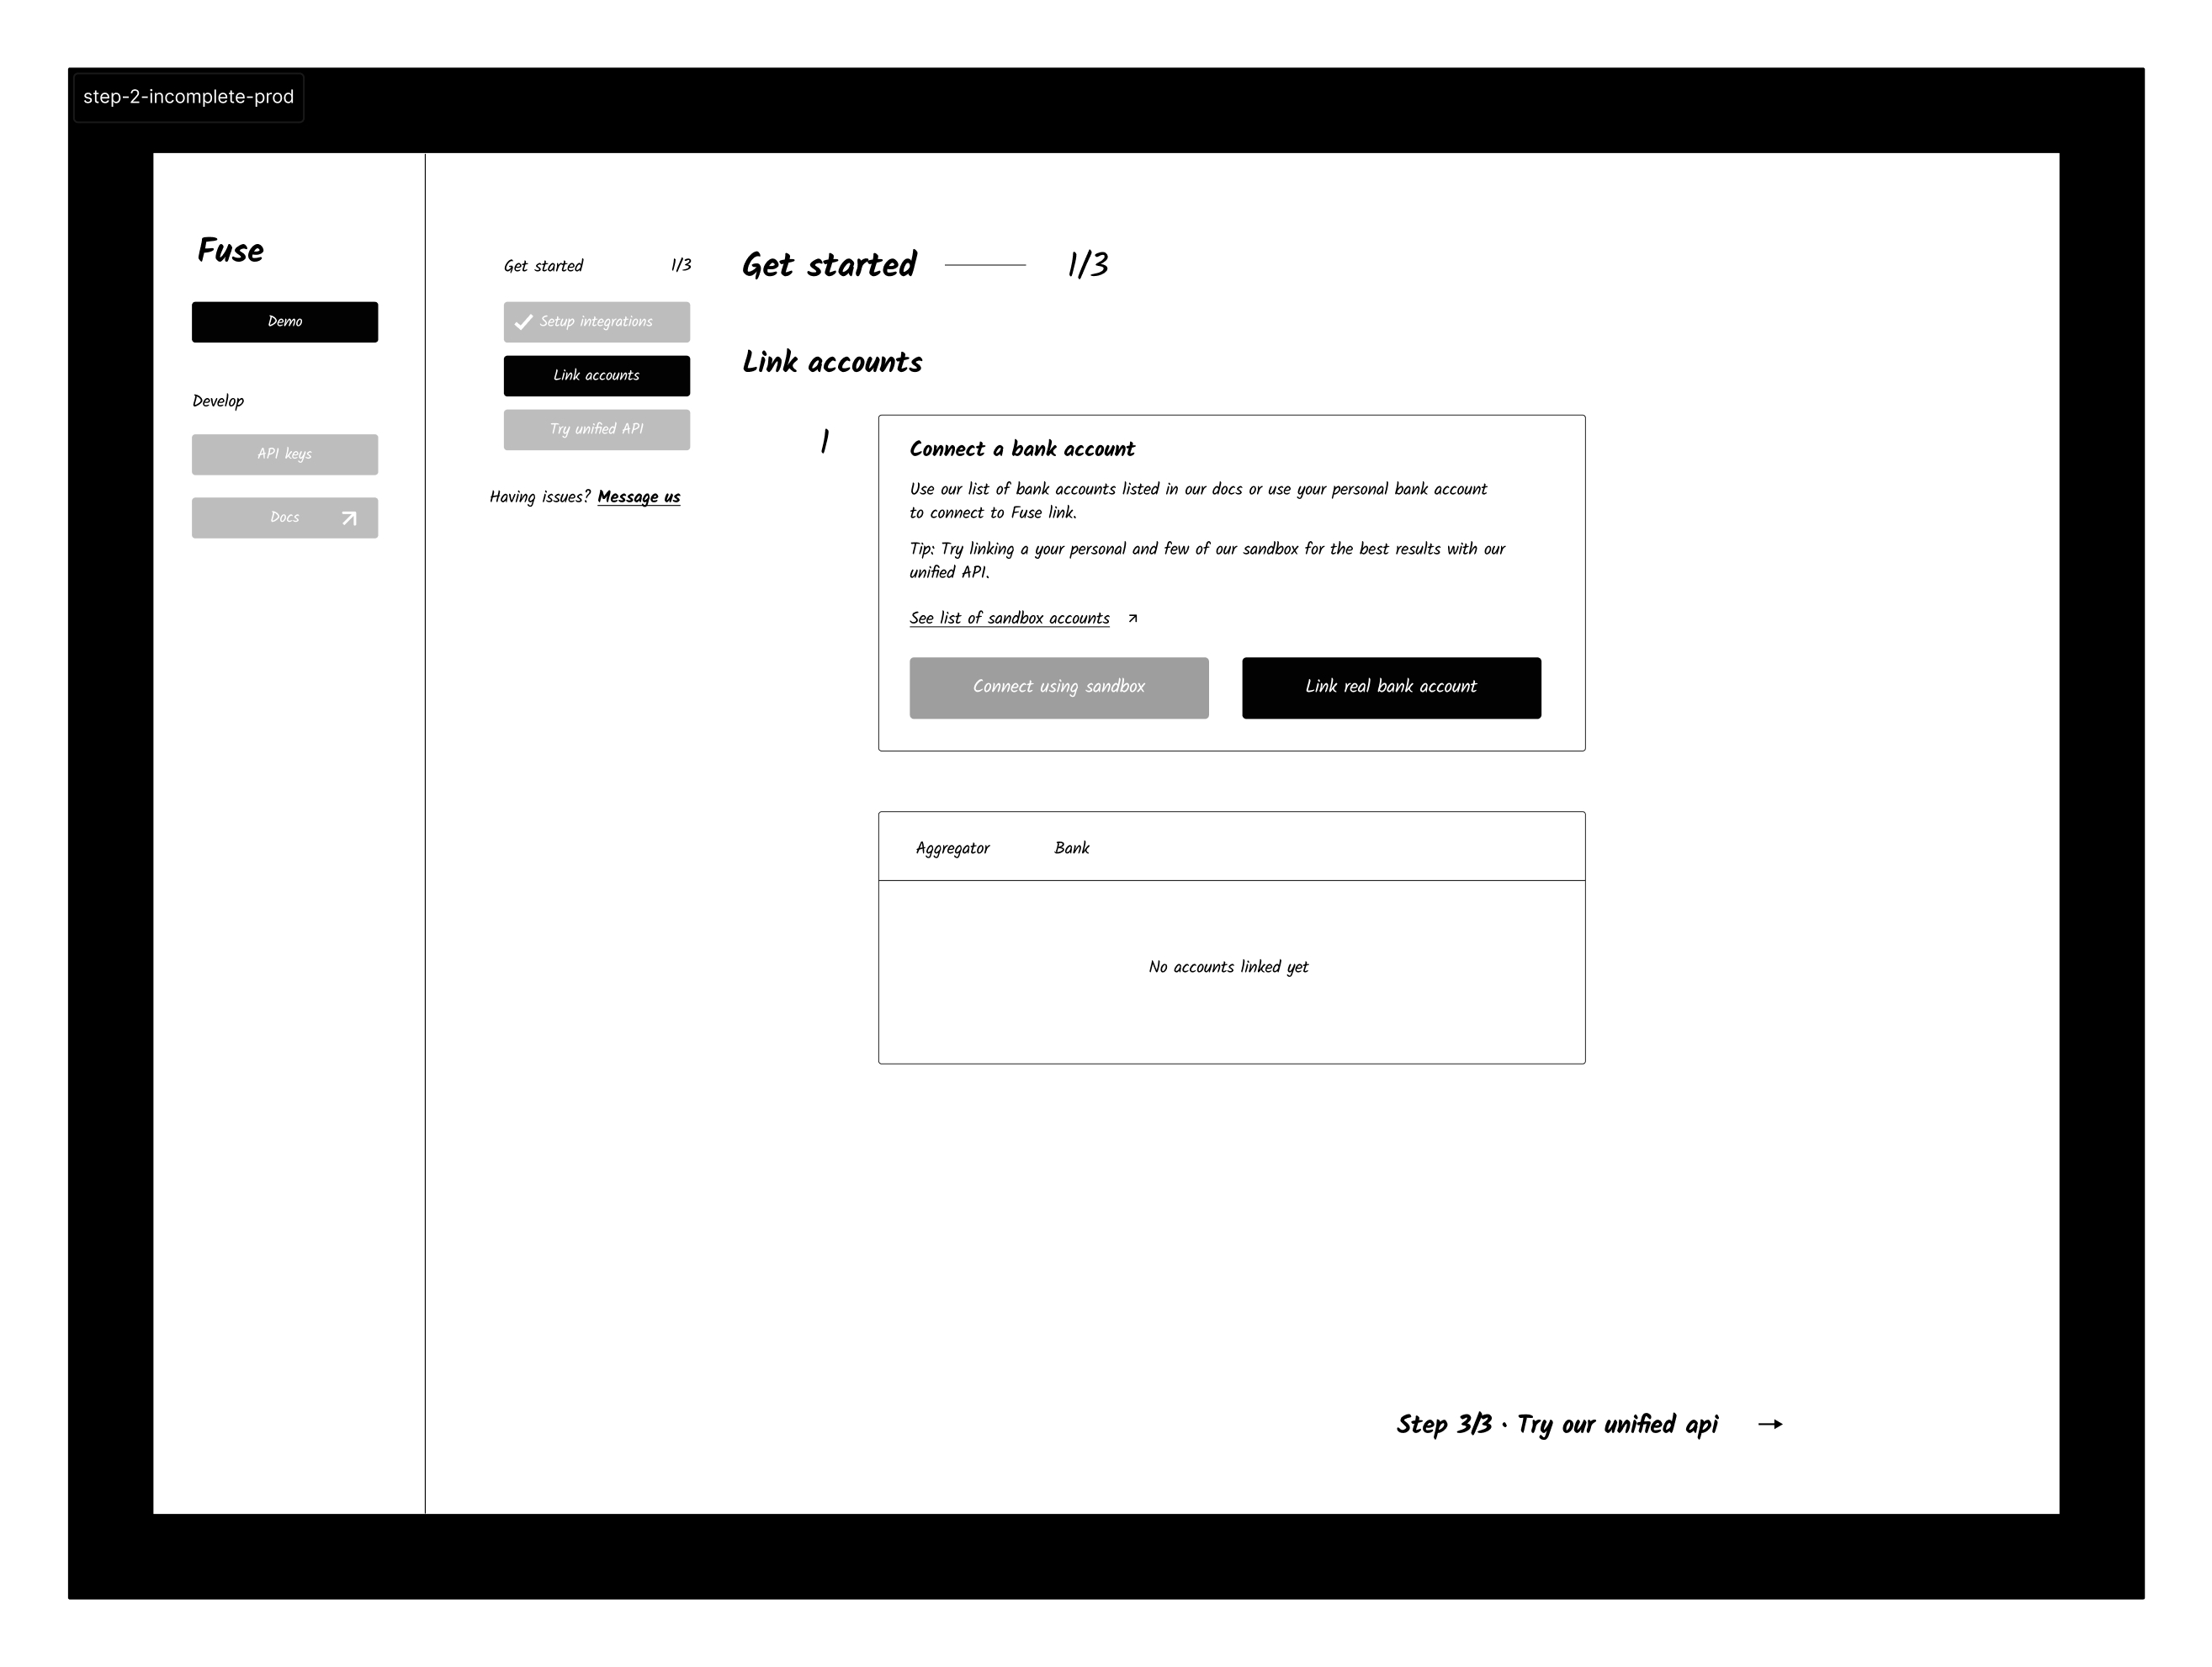 step-2-incomplete-prod
Fuse
Demo
Develop
API keys
Docs
Get started 1/3
Setup integrations
Link accounts
Try unified API
Having issues? Message us
Get started 1/3
Link accounts
1
Connect a bank account
Use our list of bank accounts listed in our docs or use your personal bank account
to connect to Fuse link.
Tip: Try linking a your personal and few of our sandbox for the best results with our
unified API.
See list of sandbox accounts
Connect using sandbox
Link real bank account
Aggregator Bank
No accounts linked yet
Step 3/3 · Try our unified api